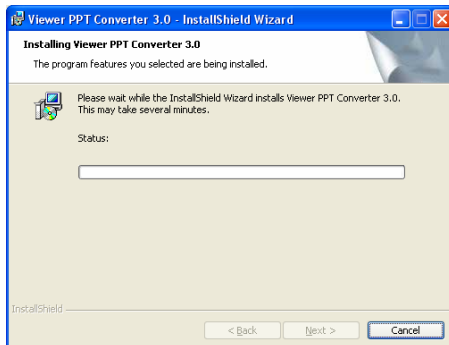 Viewer PPT Converter 3.0 - InstallShield Wizard
Installing Viewer PPT Converter 3.0
The program features you selected are being installed.
Please wait while the InstallShield Wizard installs Viewer PPT Converter 3.0.
This may take several minutes.
Status:
InstallShield
< Back
Next >
Cancel